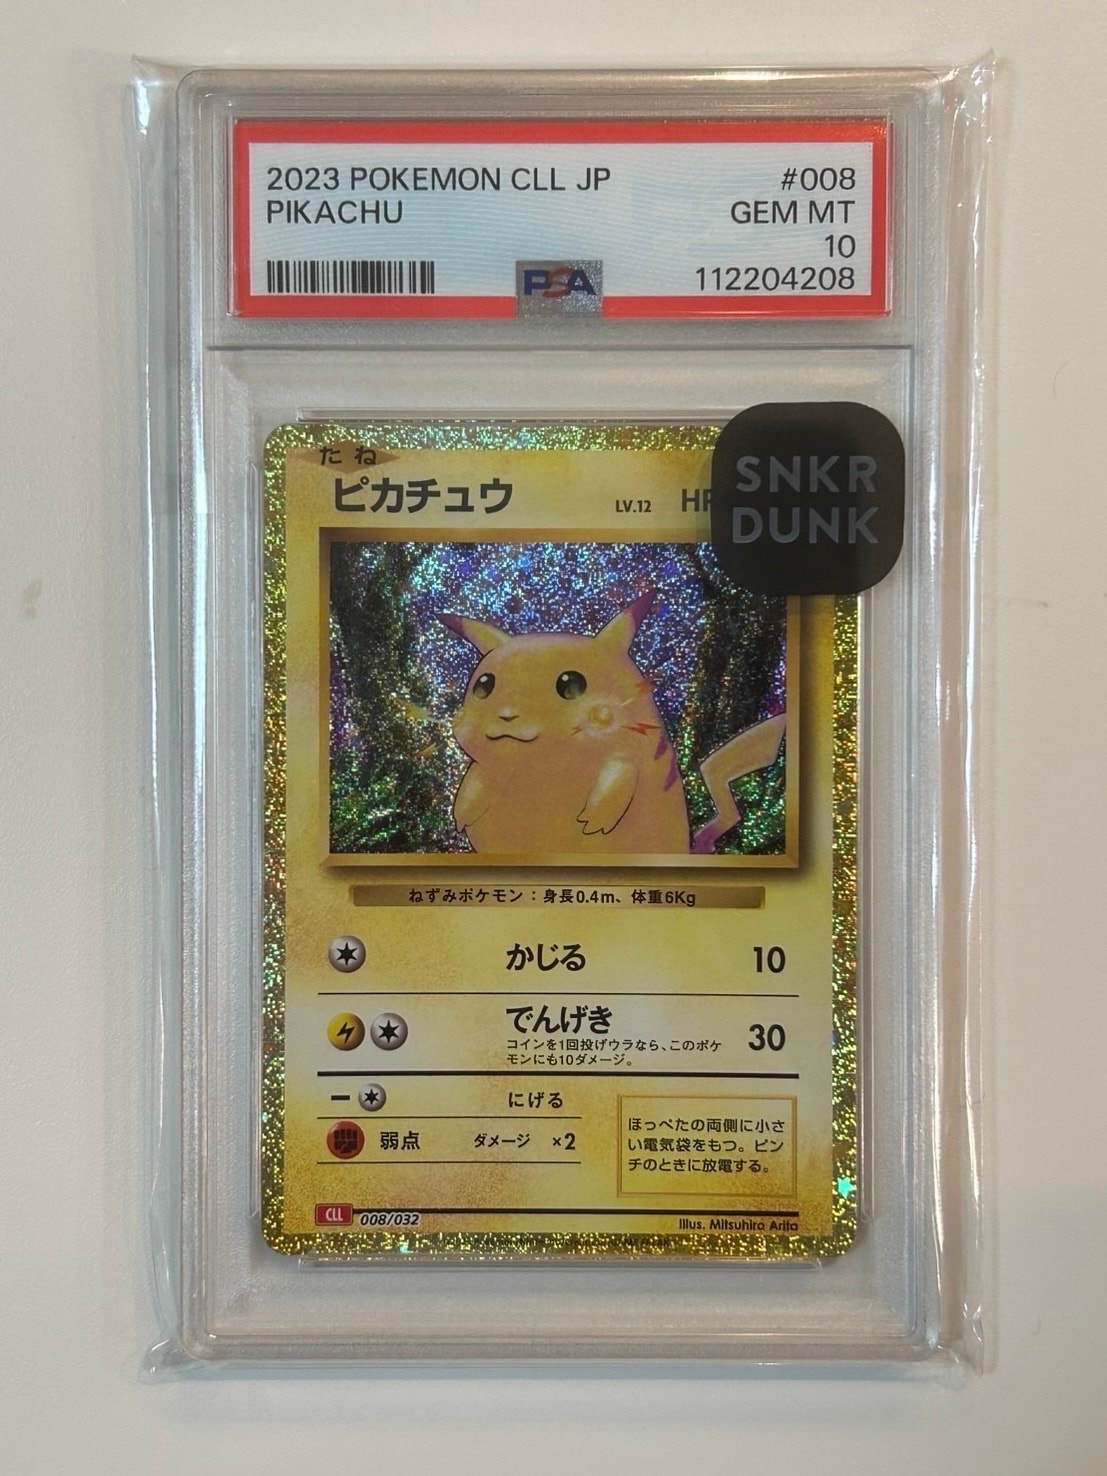 2023 POKEMON CLL JP #008
PIKACHU GEM MT
10
PSA 112204208
SNKR
DUNK
たね
ピカチュウ LV.12 HP
ねずみポケモン：身長0.4m、体重6Kg
かじる 10
でんげき 30
コインを1回投げウラなら、このポケ
モンにも10ダメージ。
にげる
弱点 ダメージ ×2
ほっぺたの両側に小さ
い電気袋をもつ。ピン
チのときに放電する。
CLL 008/032 Illus. Mitsuhiro Arita